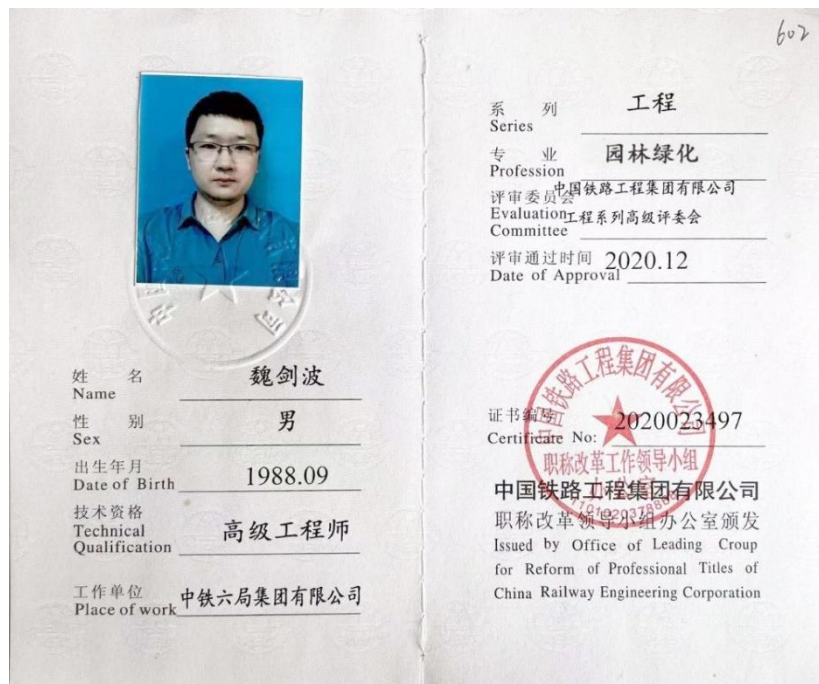 602
姓 名 魏剑波
Name
性 别 男
Sex
出生年月 1988.09
Date of Birth
技术资格
Technical 高级工程师
Qualification
工作单位 中铁六局集团有限公司
Place of work
系 列 工程
Series
专 业 园林绿化
Profession
评审委员会 中国铁路工程集团有限公司
Evaluation 工程系列高级评委会
Committee
评审通过时间 2020.12
Date of Approval
中国铁路工程集团有限公司
证书编号 2020023497
Certificate No:
职称改革工作领导小组
办公室
中国铁路工程集团有限公司
职称改革领导小组办公室颁发
Issued by Office of Leading Croup
for Reform of Professional Titles of
China Railway Engineering Corporation